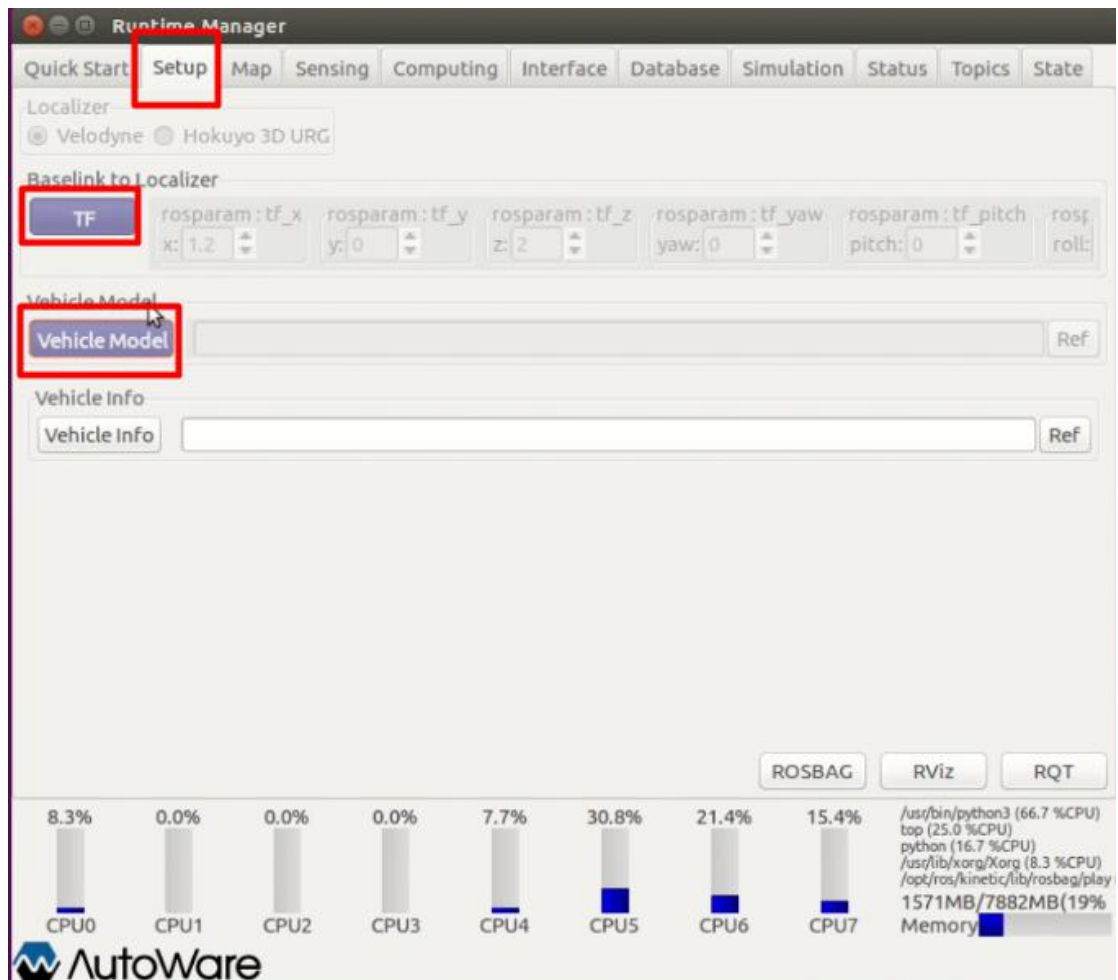 Runtime Manager
Quick Start Setup Map Sensing Computing Interface Database Simulation Status Topics State
Localizer
Velodyne Hokuyo 3D URG
Baselink to Localizer
TF
rosparam : tf_x rosparam : tf_y rosparam : tf_z rosparam : tf_yaw rosparam : tf_pitch rosp
x: 1.2 y: 0 z: 2 yaw: 0 pitch: 0 roll:
Vehicle Model
Vehicle Model Ref
Vehicle Info
Vehicle Info Ref
ROSBAG RViz RQT
8.3% 0.0% 0.0% 0.0% 7.7% 30.8% 21.4% 15.4%
/usr/bin/python3 (66.7 %CPU)
top (25.0 %CPU)
python (16.7 %CPU)
/usr/lib/xorg/Xorg (8.3 %CPU)
/opt/ros/kinetic/lib/rosbag/play
1571MB/7882MB(19%
CPU0 CPU1 CPU2 CPU3 CPU4 CPU5 CPU6 CPU7 Memory
AutoWare